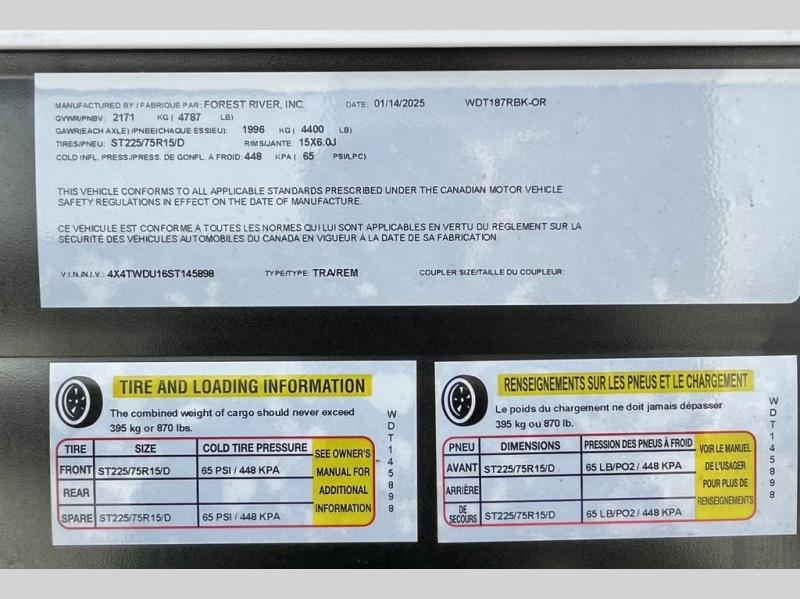 MANUFACTURED BY / FABRIQUE PAR: FOREST RIVER, INC. DATE: 01/14/2025 WDT187RBK-OR
GVWR/PNBV: 2171 KG ( 4787 LB)
GAWR(EACH AXLE) /PNBE(CHAQUE ESSIEU): 1996 KG ( 4400 LB)
TIRES/PNEU: ST225/75R15/D RIMS/JANTE: 15X6.0J
COLD INFL. PRESS./PRESS. DE GONFL. A FROID: 448 KPA ( 65 PSI/LPC)
THIS VEHICLE CONFORMS TO ALL APPLICABLE STANDARDS PRESCRIBED UNDER THE CANADIAN MOTOR VEHICLE
SAFETY REGULATIONS IN EFFECT ON THE DATE OF MANUFACTURE.
CE VÉHICULE EST CONFORME À TOUTES LES NORMES QUI LUI SONT APPLICABLES EN VERTU DU RÈGLEMENT SUR LA
SÉCURITÉ DES VÉHICULES AUTOMOBILES DU CANADA EN VIGUEUR À LA DATE DE SA FABRICATION.
V.I.N./N.I.V.: 4X4TWDU16ST145898 TYPE/TYPE: TRA/REM COUPLER SIZE/TAILLE DU COUPLEUR:
TIRE AND LOADING INFORMATION
The combined weight of cargo should never exceed
395 kg or 870 lbs.
TIRE SIZE COLD TIRE PRESSURE
FRONT ST225/75R15/D 65 PSI / 448 KPA
REAR
SPARE ST225/75R15/D 65 PSI / 448 KPA
SEE OWNER'S
MANUAL FOR
ADDITIONAL
INFORMATION
WDT145898
RENSEIGNEMENTS SUR LES PNEUS ET LE CHARGEMENT
Le poids du chargement ne doit jamais dépasser
395 kg ou 870 lb.
PNEU DIMENSIONS PRESSION DES PNEUS À FROID
AVANT ST225/75R15/D 65 LB/PO2 / 448 KPA
ARRIÈRE
DE
SECOURS ST225/75R15/D 65 LB/PO2 / 448 KPA
VOIR LE MANUEL
DE L'USAGER
POUR PLUS DE
RENSEIGNEMENTS
WDT145898